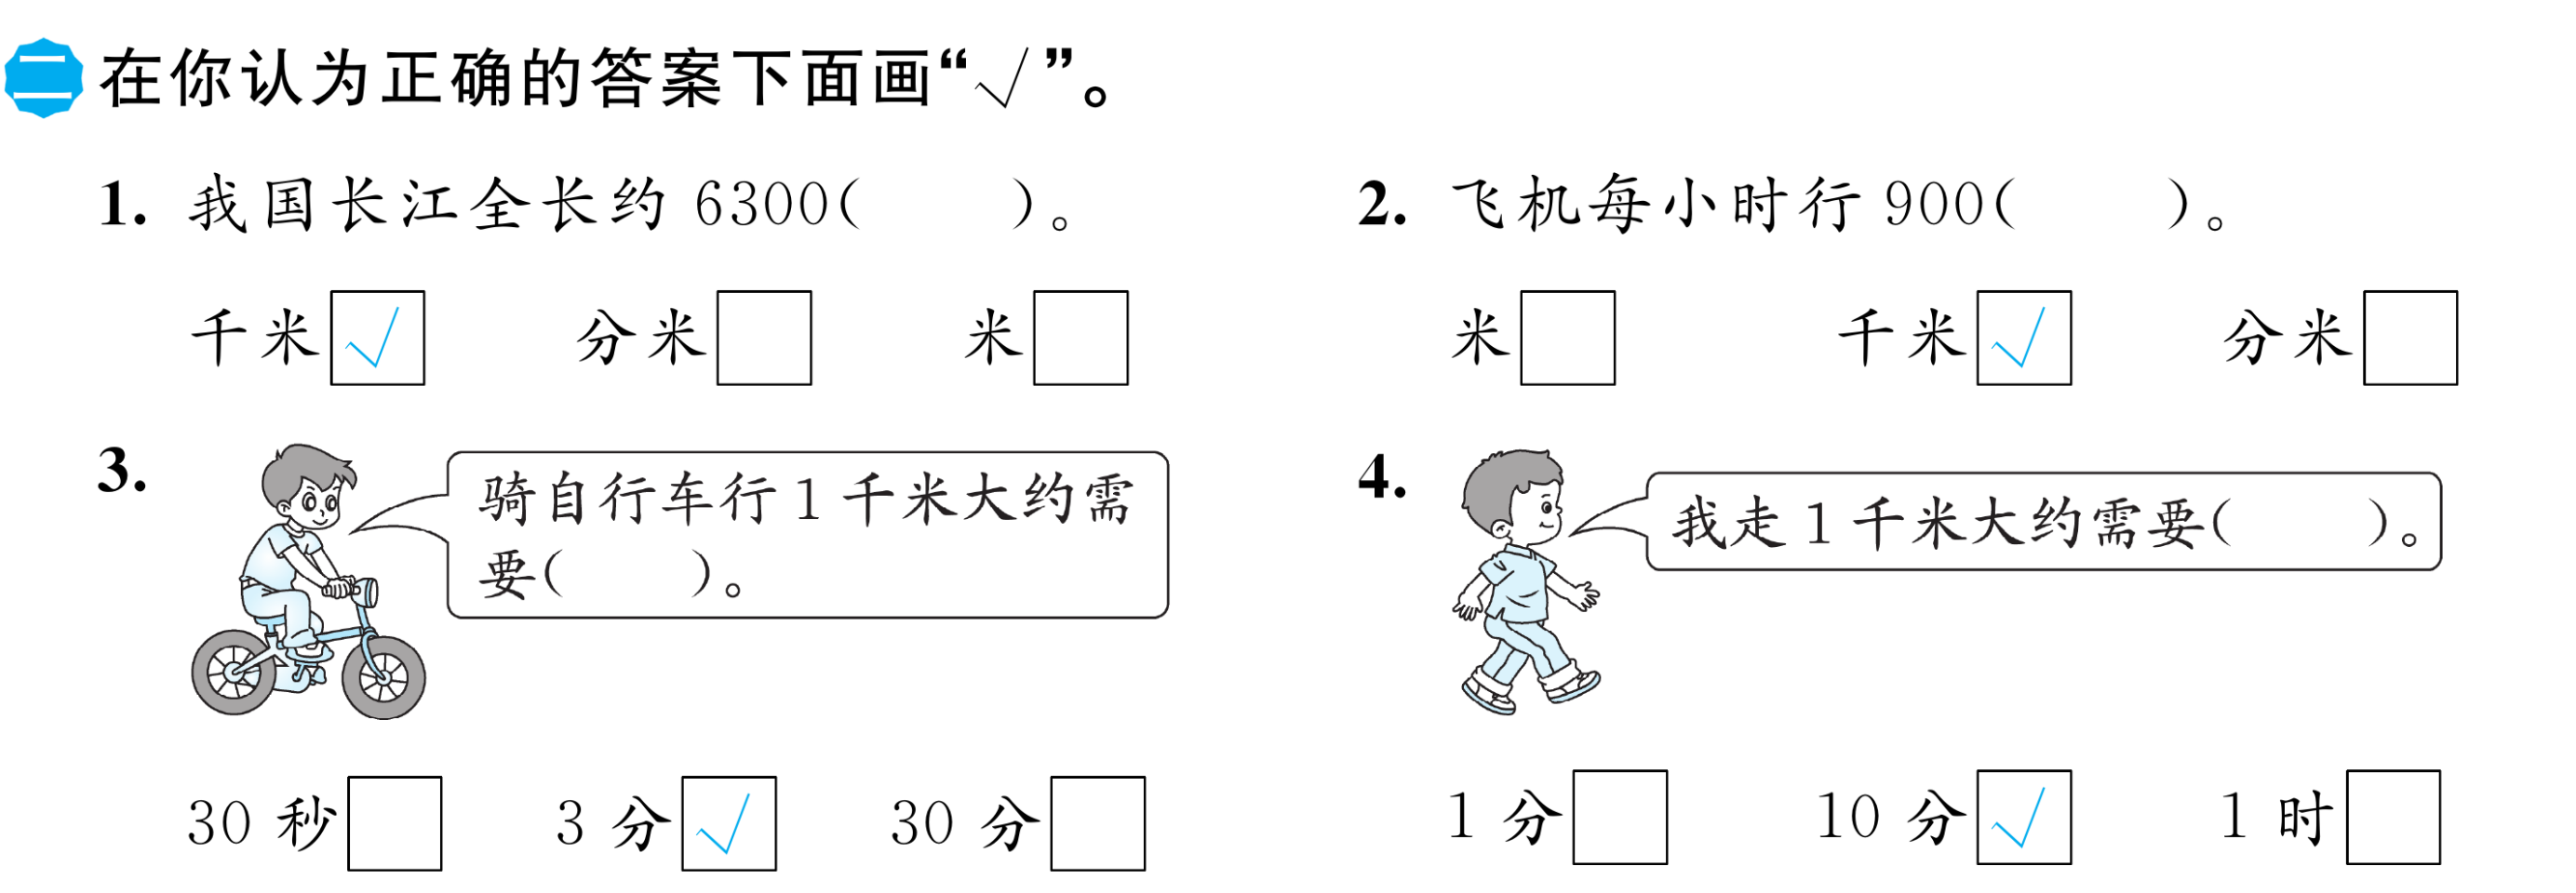 二 在你认为正确的答案下面画“√”。
1. 我国长江全长约 6300(　　)。
千米 √ 分米 米
2. 飞机每小时行 900(　　)。
米 千米 √ 分米
3. 骑自行车行 1 千米大约需
要(　　)。
30 秒 3 分 √ 30 分
4. 我走 1 千米大约需要(　　)。
1 分 10 分 √ 1 时